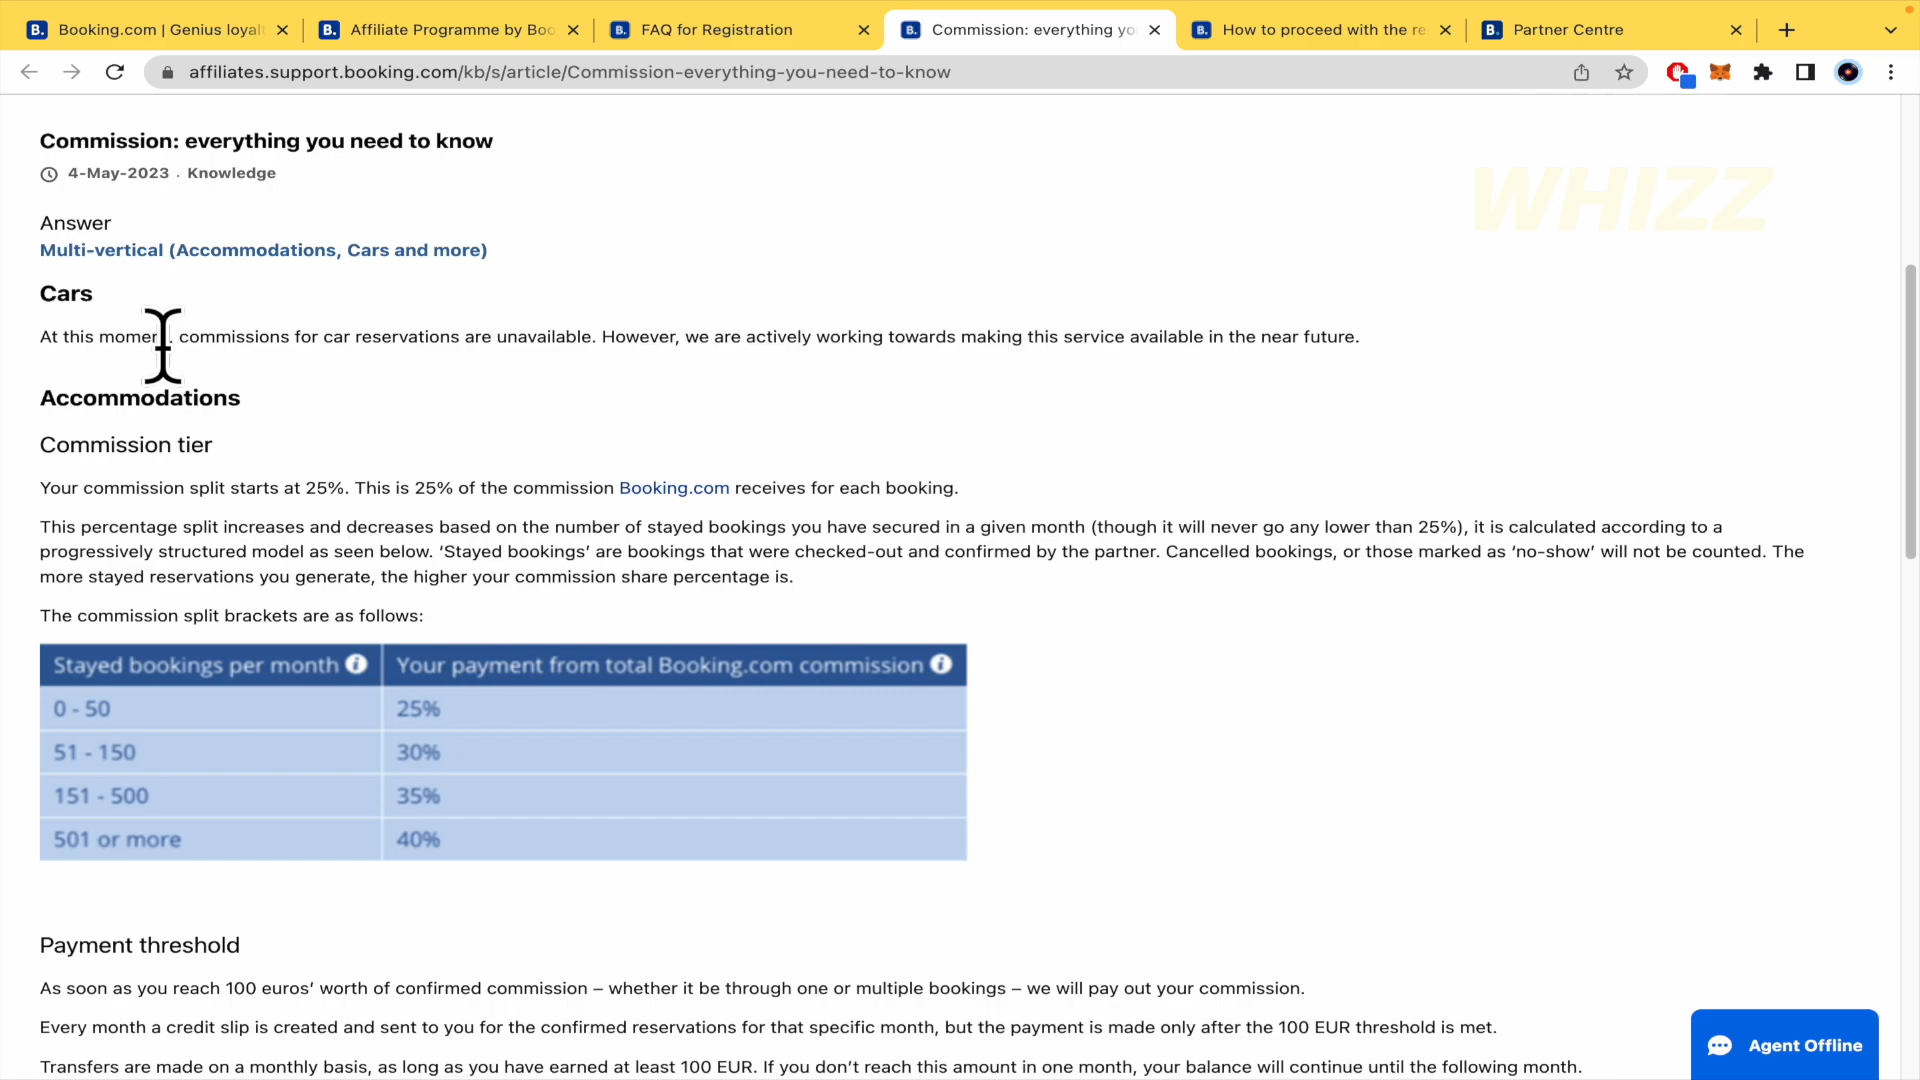 Booking.com | Genius loyalt
Affiliate Programme by Boo
FAQ for Registration
Commission: everything yo
How to proceed with the re
Partner Centre
affiliates.support.booking.com/kb/s/article/Commission-everything-you-need-to-know
Commission: everything you need to know
4-May-2023 . Knowledge
WHIZZ
Answer
Multi-vertical (Accommodations, Cars and more)
Cars
At this moment, commissions for car reservations are unavailable. However, we are actively working towards making this service available in the near future.
Accommodations
Commission tier
Your commission split starts at 25%. This is 25% of the commission Booking.com receives for each booking.
This percentage split increases and decreases based on the number of stayed bookings you have secured in a given month (though it will never go any lower than 25%), it is calculated according to a
progressively structured model as seen below. ‘Stayed bookings’ are bookings that were checked-out and confirmed by the partner. Cancelled bookings, or those marked as ‘no-show’ will not be counted. The
more stayed reservations you generate, the higher your commission share percentage is.
The commission split brackets are as follows:
Stayed bookings per month Your payment from total Booking.com commission
0 - 50 25%
51 - 150 30%
151 - 500 35%
501 or more 40%
Payment threshold
As soon as you reach 100 euros’ worth of confirmed commission – whether it be through one or multiple bookings – we will pay out your commission.
Every month a credit slip is created and sent to you for the confirmed reservations for that specific month, but the payment is made only after the 100 EUR threshold is met.
Transfers are made on a monthly basis, as long as you have earned at least 100 EUR. If you don’t reach this amount in one month, your balance will continue until the following month.
Agent Offline